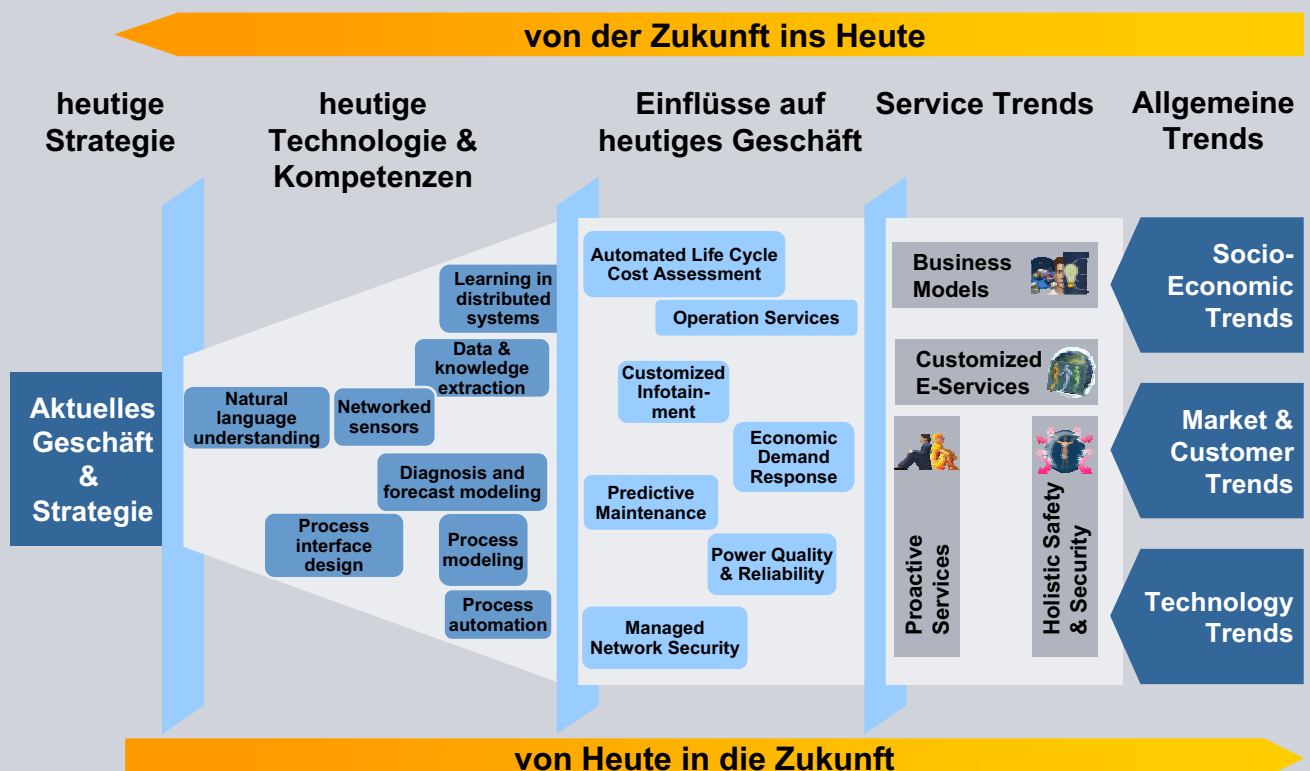 von der Zukunft ins Heute
heutige
Strategie
heutige
Technologie &
Kompetenzen
Einflüsse auf
heutiges Geschäft
Service Trends
Allgemeine
Trends
Aktuelles
Geschäft
&
Strategie
Learning in
distributed
systems
Data &
knowledge
extraction
Natural
language
understanding
Networked
sensors
Diagnosis and
forecast modeling
Process
interface
design
Process
modeling
Process
automation
Automated Life Cycle
Cost Assessment
Operation Services
Customized
Infotain-
ment
Economic
Demand
Response
Predictive
Maintenance
Power Quality
& Reliability
Managed
Network Security
Business
Models
Customized
E-Services
Proactive
Services
Holistic Safety
& Security
Socio-
Economic
Trends
Market &
Customer
Trends
Technology
Trends
von Heute in die Zukunft